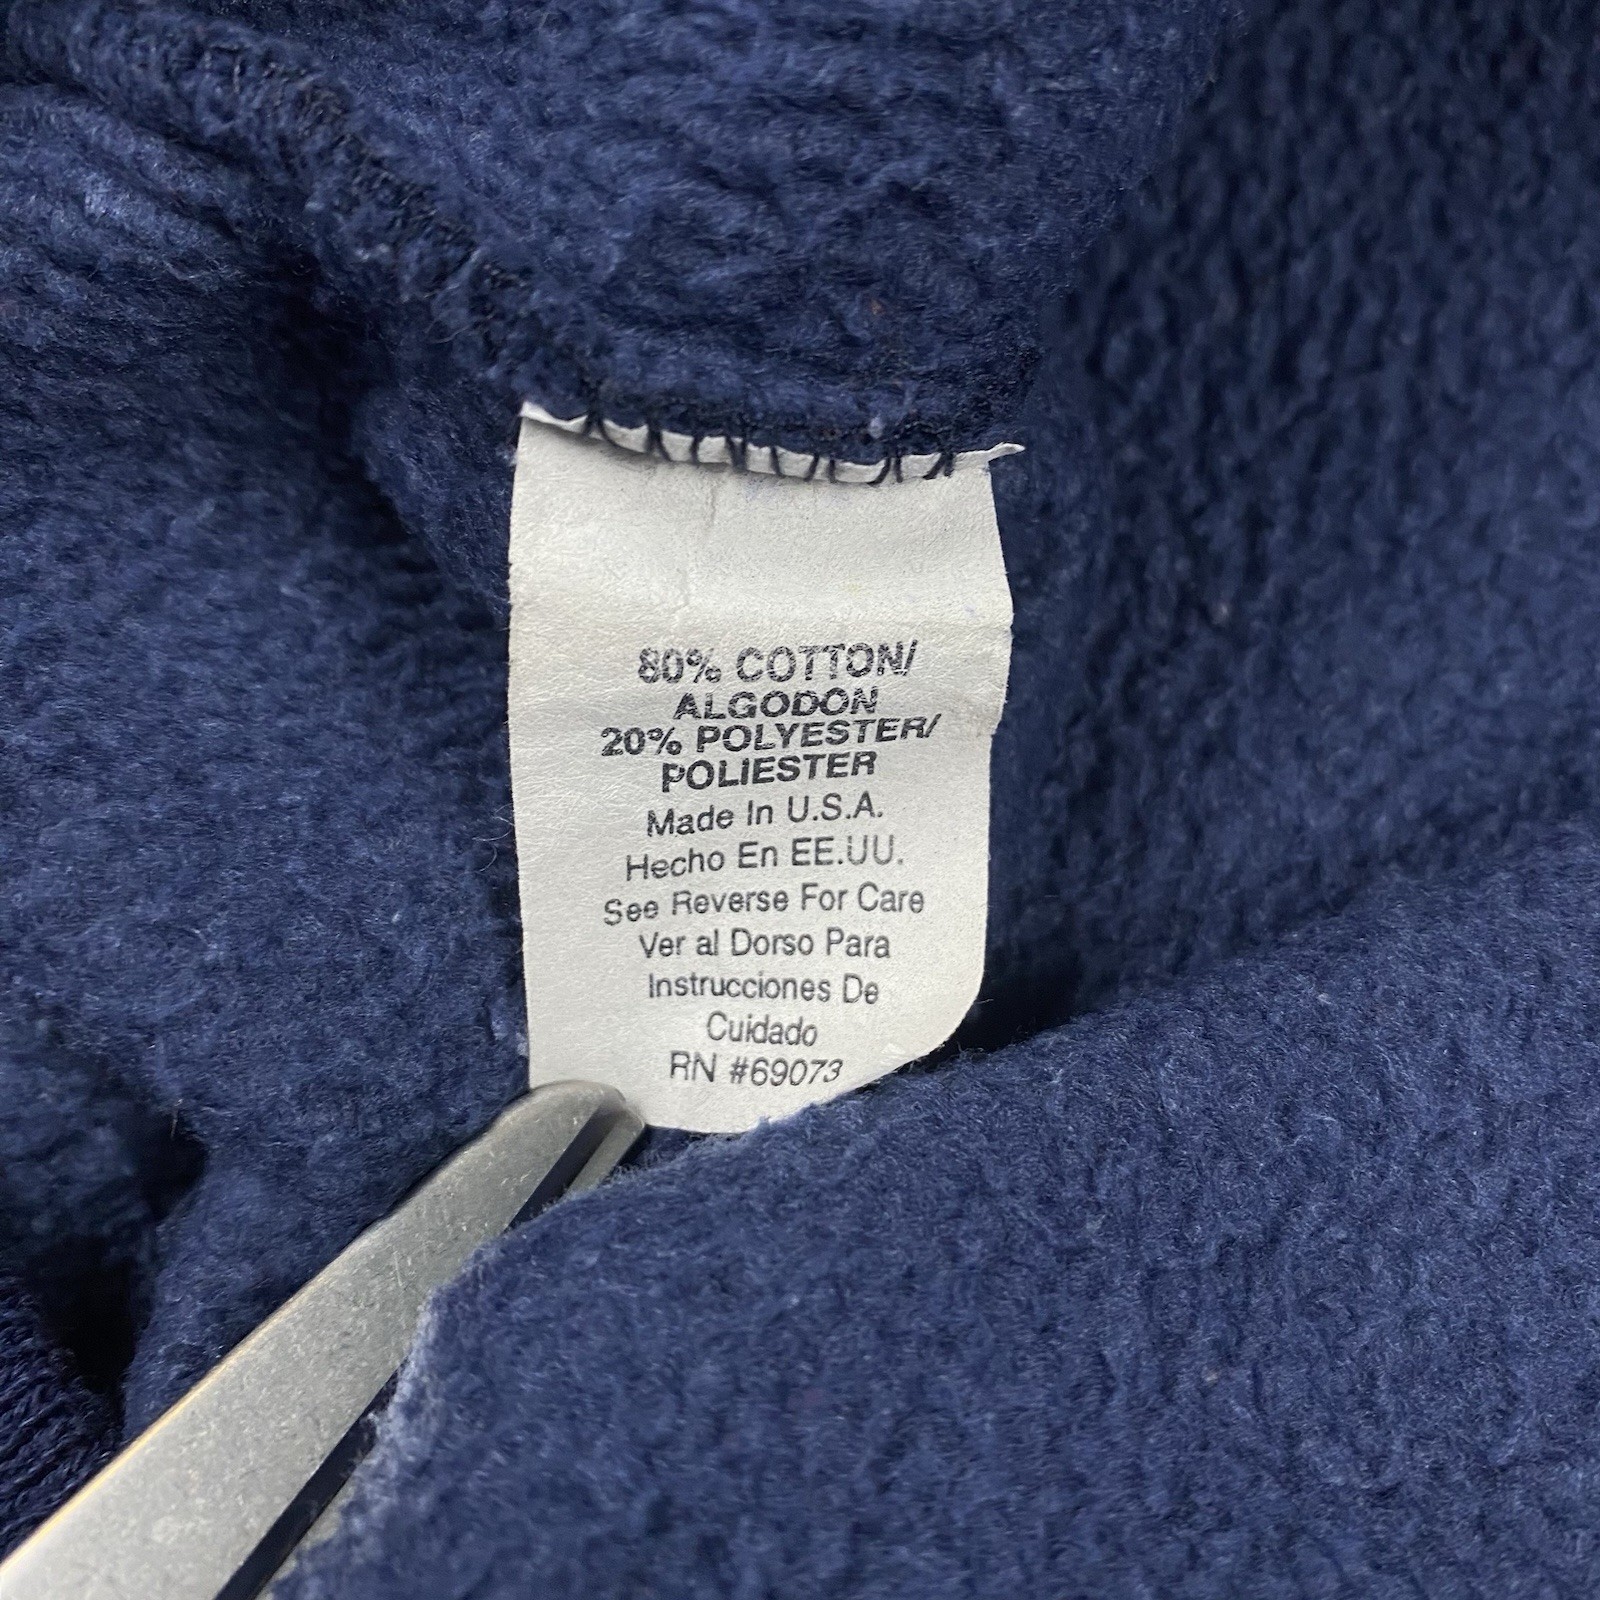 80% COTTON/
ALGODON
20% POLYESTER/
POLIESTER
Made In U.S.A.
Hecho En EE.UU.
See Reverse For Care
Ver al Dorso Para
Instrucciones De
Cuidado
RN #69073